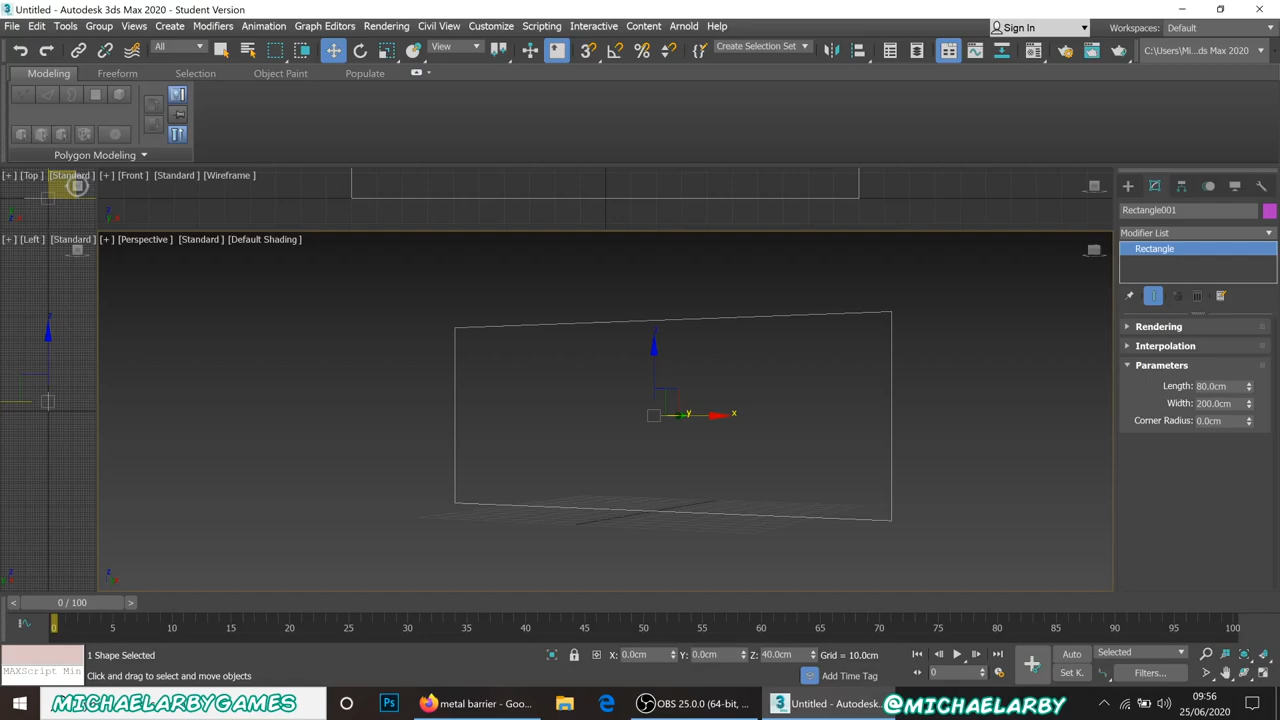 Untitled - Autodesk 3ds Max 2020 - Student Version
File Edit Tools Group Views Create Modifiers Animation Graph Editors Rendering Civil View Customize Scripting Interactive Content Arnold Help
Sign In
Workspaces: Default
All
View
Create Selection Set
C:\Users\Mi...ds Max 2020
Modeling Freeform Selection Object Paint Populate
Polygon Modeling
[+] [Top ] [Standard] [+] [Front ] [Standard ] [Wireframe ]
[+] [Left ] [Standard ] [+] [Perspective ] [Standard ] [Default Shading ]
z
y x
x
z
Rectangle001
Modifier List
Rectangle
Rendering
Interpolation
Parameters
Length: 80.0cm
Width: 200.0cm
Corner Radius: 0.0cm
< 0 / 100 >
0 5 10 15 20 25 30 35 40 45 50 55 60 65 70 75 80 85 90 95 100
1 Shape Selected
X: 0.0cm Y: 0.0cm Z: 40.0cm Grid = 10.0cm
Auto Selected
MAXScript Min
Click and drag to select and move objects
Add Time Tag
0
Set K. Filters...
MICHAELARBYGAMES
Ps
metal barrier - Goo...
OBS 25.0.0 (64-bit, ...
Untitled - Autodesk...
@MICHAELARBY
09:56
25/06/2020